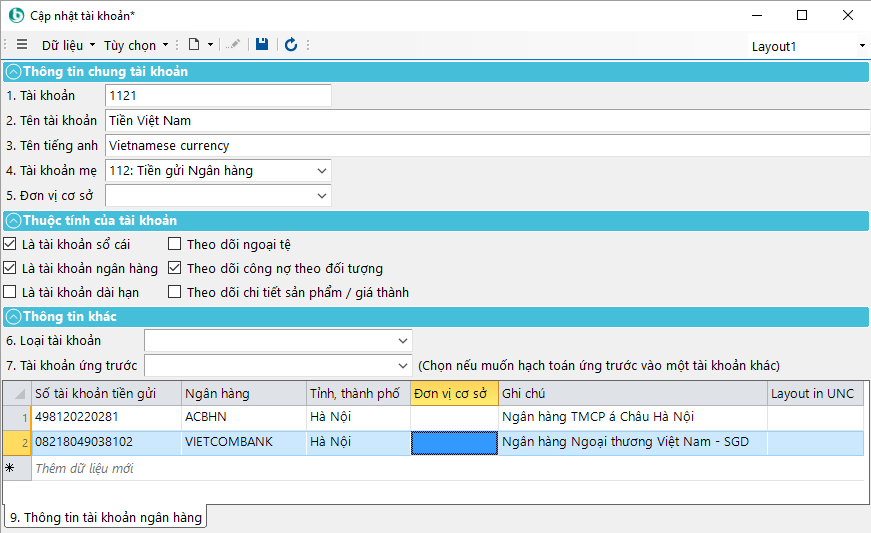 Cập nhật tài khoản*
Dữ liệu Tùy chọn Layout1
Thông tin chung tài khoản
1. Tài khoản 1121
2. Tên tài khoản Tiền Việt Nam
3. Tên tiếng anh Vietnamese currency
4. Tài khoản mẹ 112: Tiền gửi Ngân hàng
5. Đơn vị cơ sở
Thuộc tính của tài khoản
Là tài khoản sổ cái Theo dõi ngoại tệ
Là tài khoản ngân hàng Theo dõi công nợ theo đối tượng
Là tài khoản dài hạn Theo dõi chi tiết sản phẩm / giá thành
Thông tin khác
6. Loại tài khoản
7. Tài khoản ứng trước (Chọn nếu muốn hạch toán ứng trước vào một tài khoản khác)
Số tài khoản tiền gửi Ngân hàng Tỉnh, thành phố Đơn vị cơ sở Ghi chú Layout in UNC
1 498120220281 ACBHN Hà Nội Ngân hàng TMCP á Châu Hà Nội
2 08218049038102 VIETCOMBANK Hà Nội Ngân hàng Ngoại thương Việt Nam - SGD
Thêm dữ liệu mới
9. Thông tin tài khoản ngân hàng